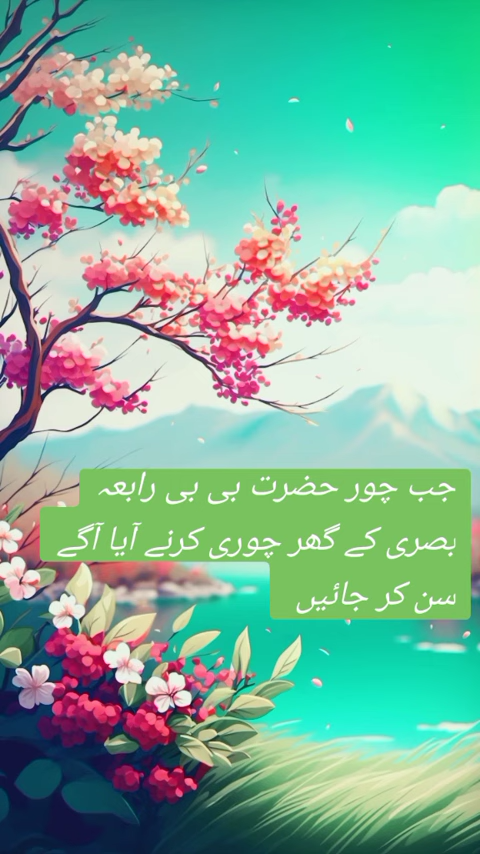 جب چور حضرت بی بی رابعہ
بصری کے گھر چوری کرنے آیا آگے
سن کر جائیں